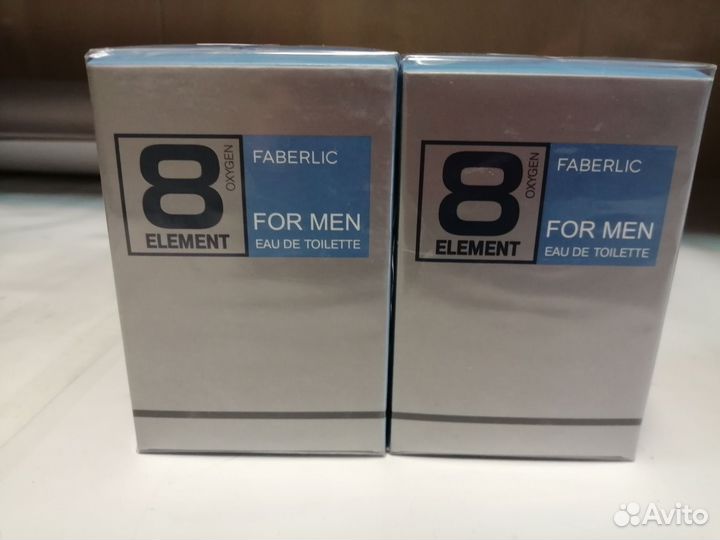 8
OXYGEN
ELEMENT
FABERLIC
FOR MEN
EAU DE TOILETTE
8
OXYGEN
ELEMENT
FABERLIC
FOR MEN
EAU DE TOILETTE
Avito